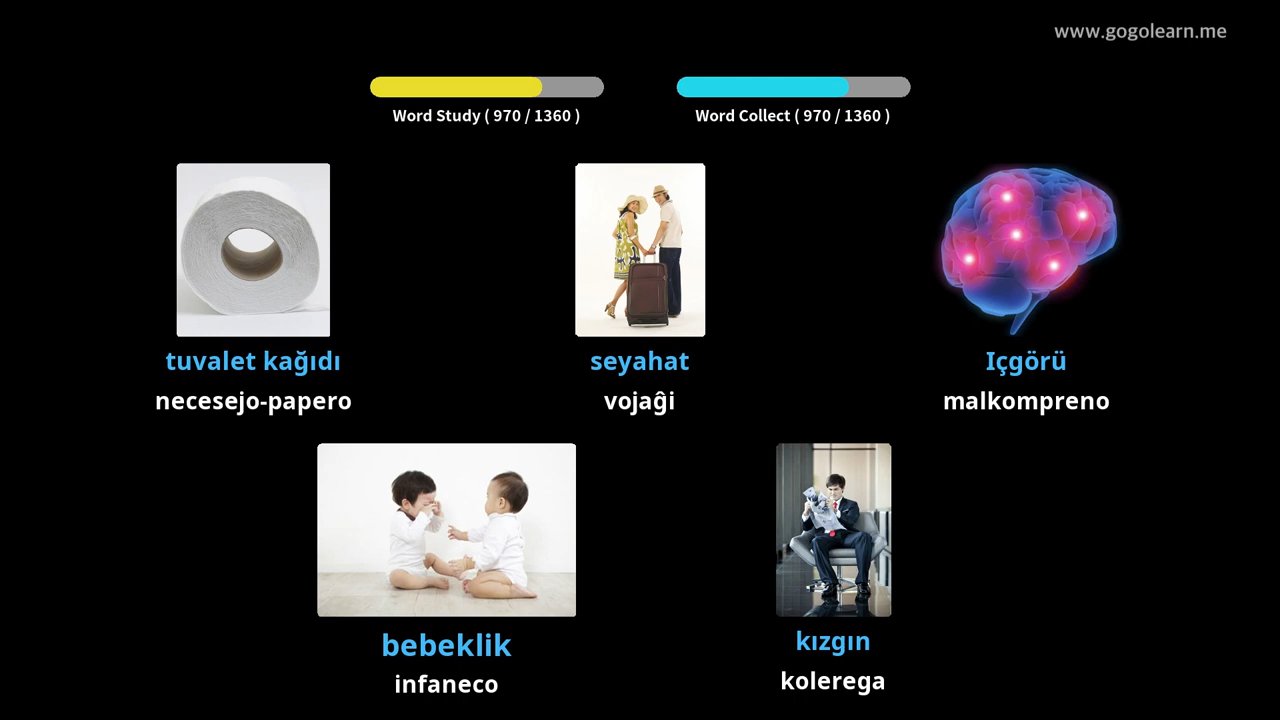 www.gogolearn.me
Word Study ( 970 / 1360 )
Word Collect ( 970 / 1360 )
tuvalet kağıdı
necesejo-papero
seyahat
vojaĝi
Içgörü
malkompreno
bebeklik
infaneco
kızgın
kolerega